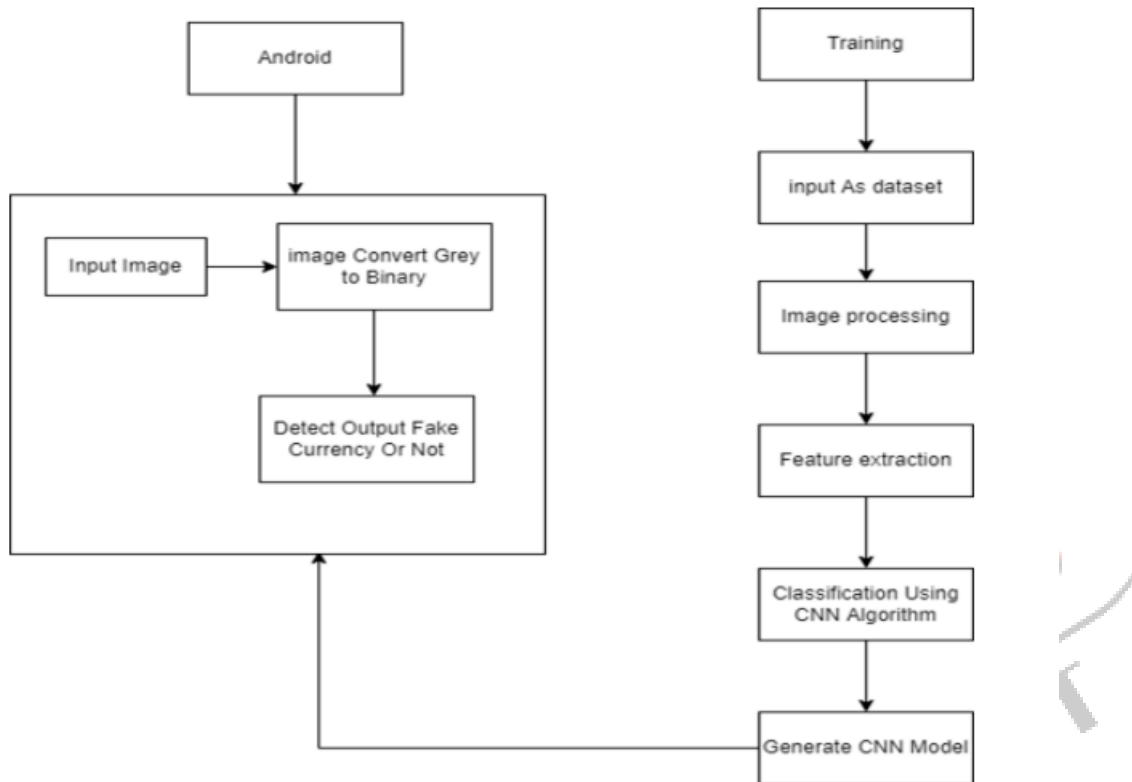 Android
Input Image
image Convert Grey
to Binary
Detect Output Fake
Currency Or Not
Training
input As dataset
Image processing
Feature extraction
Classification Using
CNN Algorithm
Generate CNN Model